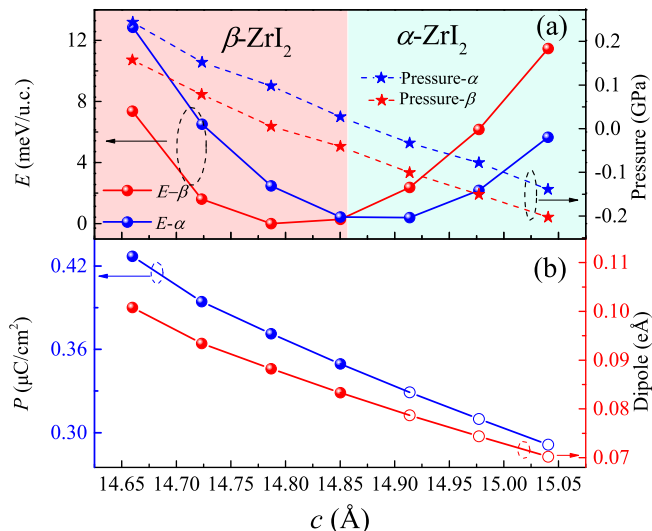 β-ZrI₂ α-ZrI₂ (a)
12
8
4
0
E (meV/u.c.)
Pressure-α
Pressure-β
E−β
E-α
0.2
0.1
0.0
-0.1
-0.2
Pressure (GPa)
(b)
0.42
0.36
0.30
P (μC/cm²)
0.11
0.10
0.09
0.08
0.07
Dipole (eÅ)
14.65 14.70 14.75 14.80 14.85 14.90 14.95 15.00 15.05
c (Å)